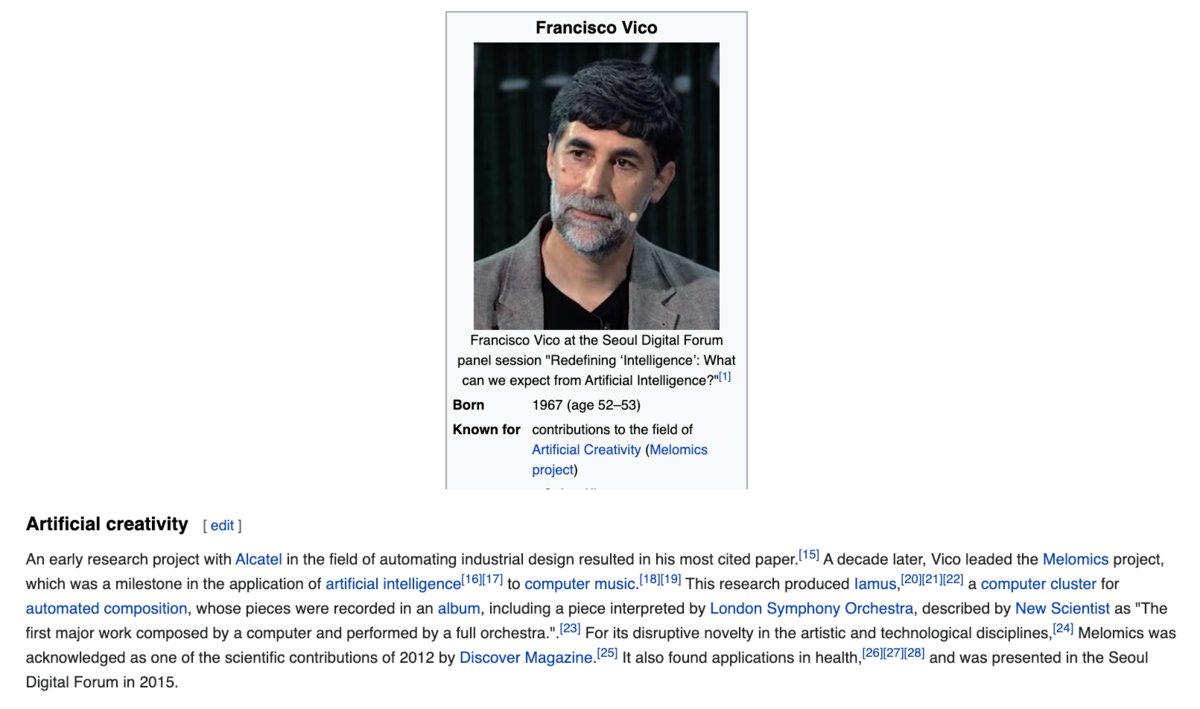 Francisco Vico
Francisco Vico at the Seoul Digital Forum
panel session "Redefining ‘Intelligence’: What
can we expect from Artificial Intelligence?"[1]
Born 1967 (age 52–53)
Known for contributions to the field of
Artificial Creativity (Melomics
project)
Artificial creativity [ edit ]
An early research project with Alcatel in the field of automating industrial design resulted in his most cited paper.[15] A decade later, Vico leaded the Melomics project,
which was a milestone in the application of artificial intelligence[16][17] to computer music.[18][19] This research produced Iamus,[20][21][22] a computer cluster for
automated composition, whose pieces were recorded in an album, including a piece interpreted by London Symphony Orchestra, described by New Scientist as "The
first major work composed by a computer and performed by a full orchestra.".[23] For its disruptive novelty in the artistic and technological disciplines,[24] Melomics was
acknowledged as one of the scientific contributions of 2012 by Discover Magazine.[25] It also found applications in health,[26][27][28] and was presented in the Seoul
Digital Forum in 2015.